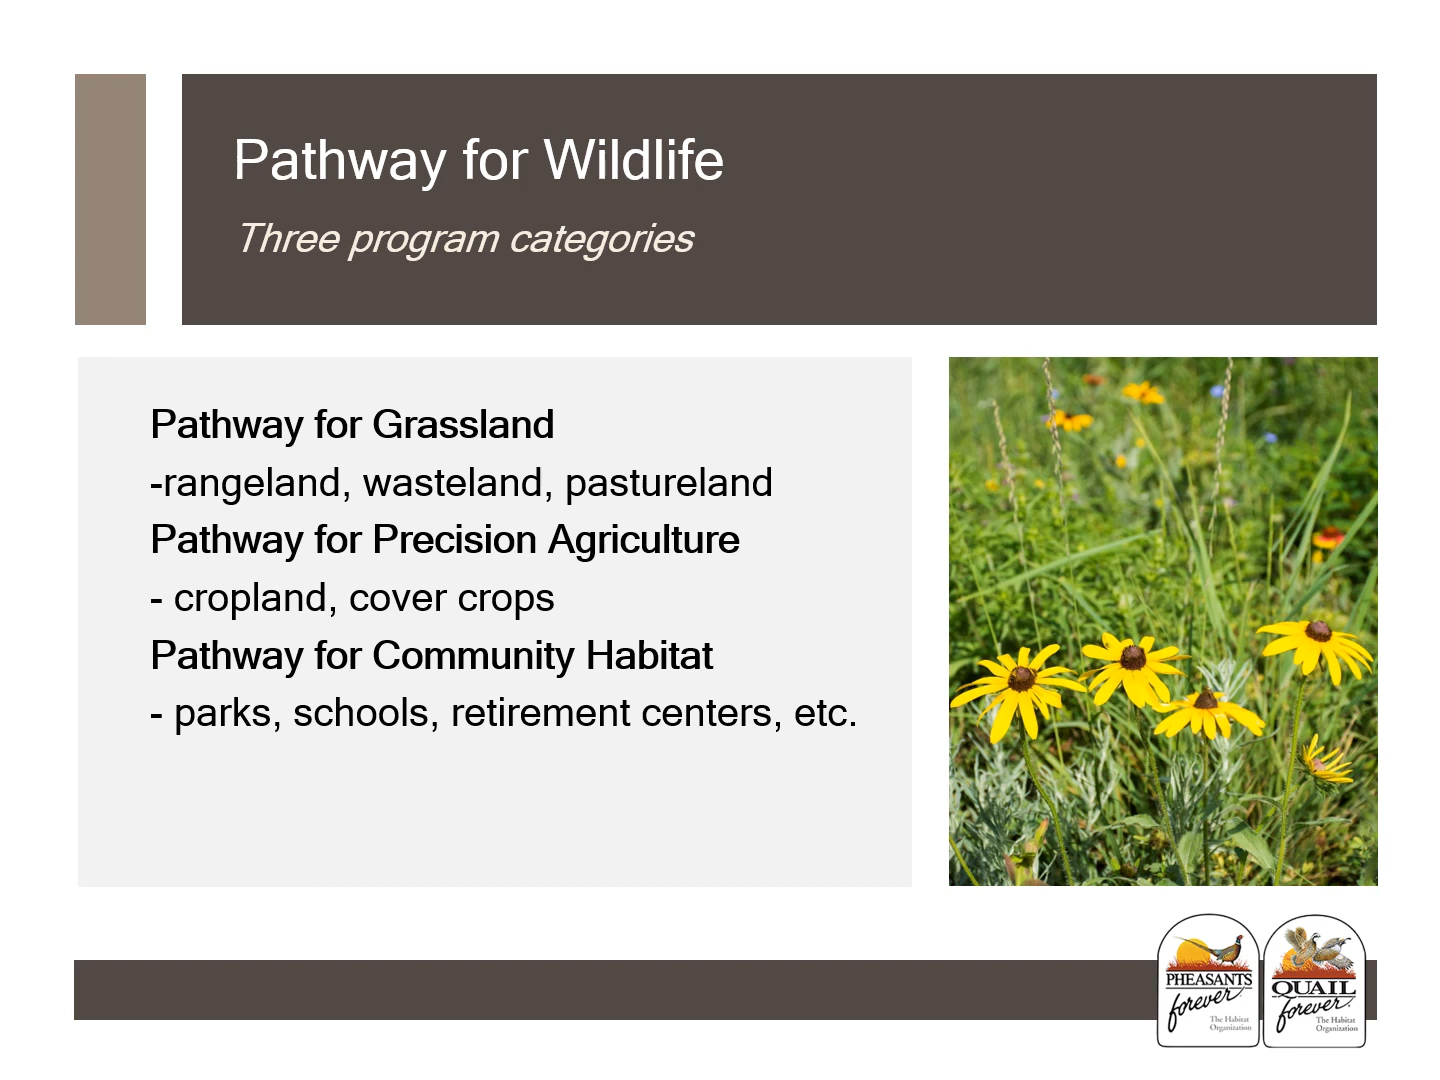 Pathway for Wildlife
Three program categories
Pathway for Grassland
-rangeland, wasteland, pastureland
Pathway for Precision Agriculture
- cropland, cover crops
Pathway for Community Habitat
- parks, schools, retirement centers, etc.
PHEASANTS
forever
The Habitat
Organization
QUAIL
forever
The Habitat
Organization